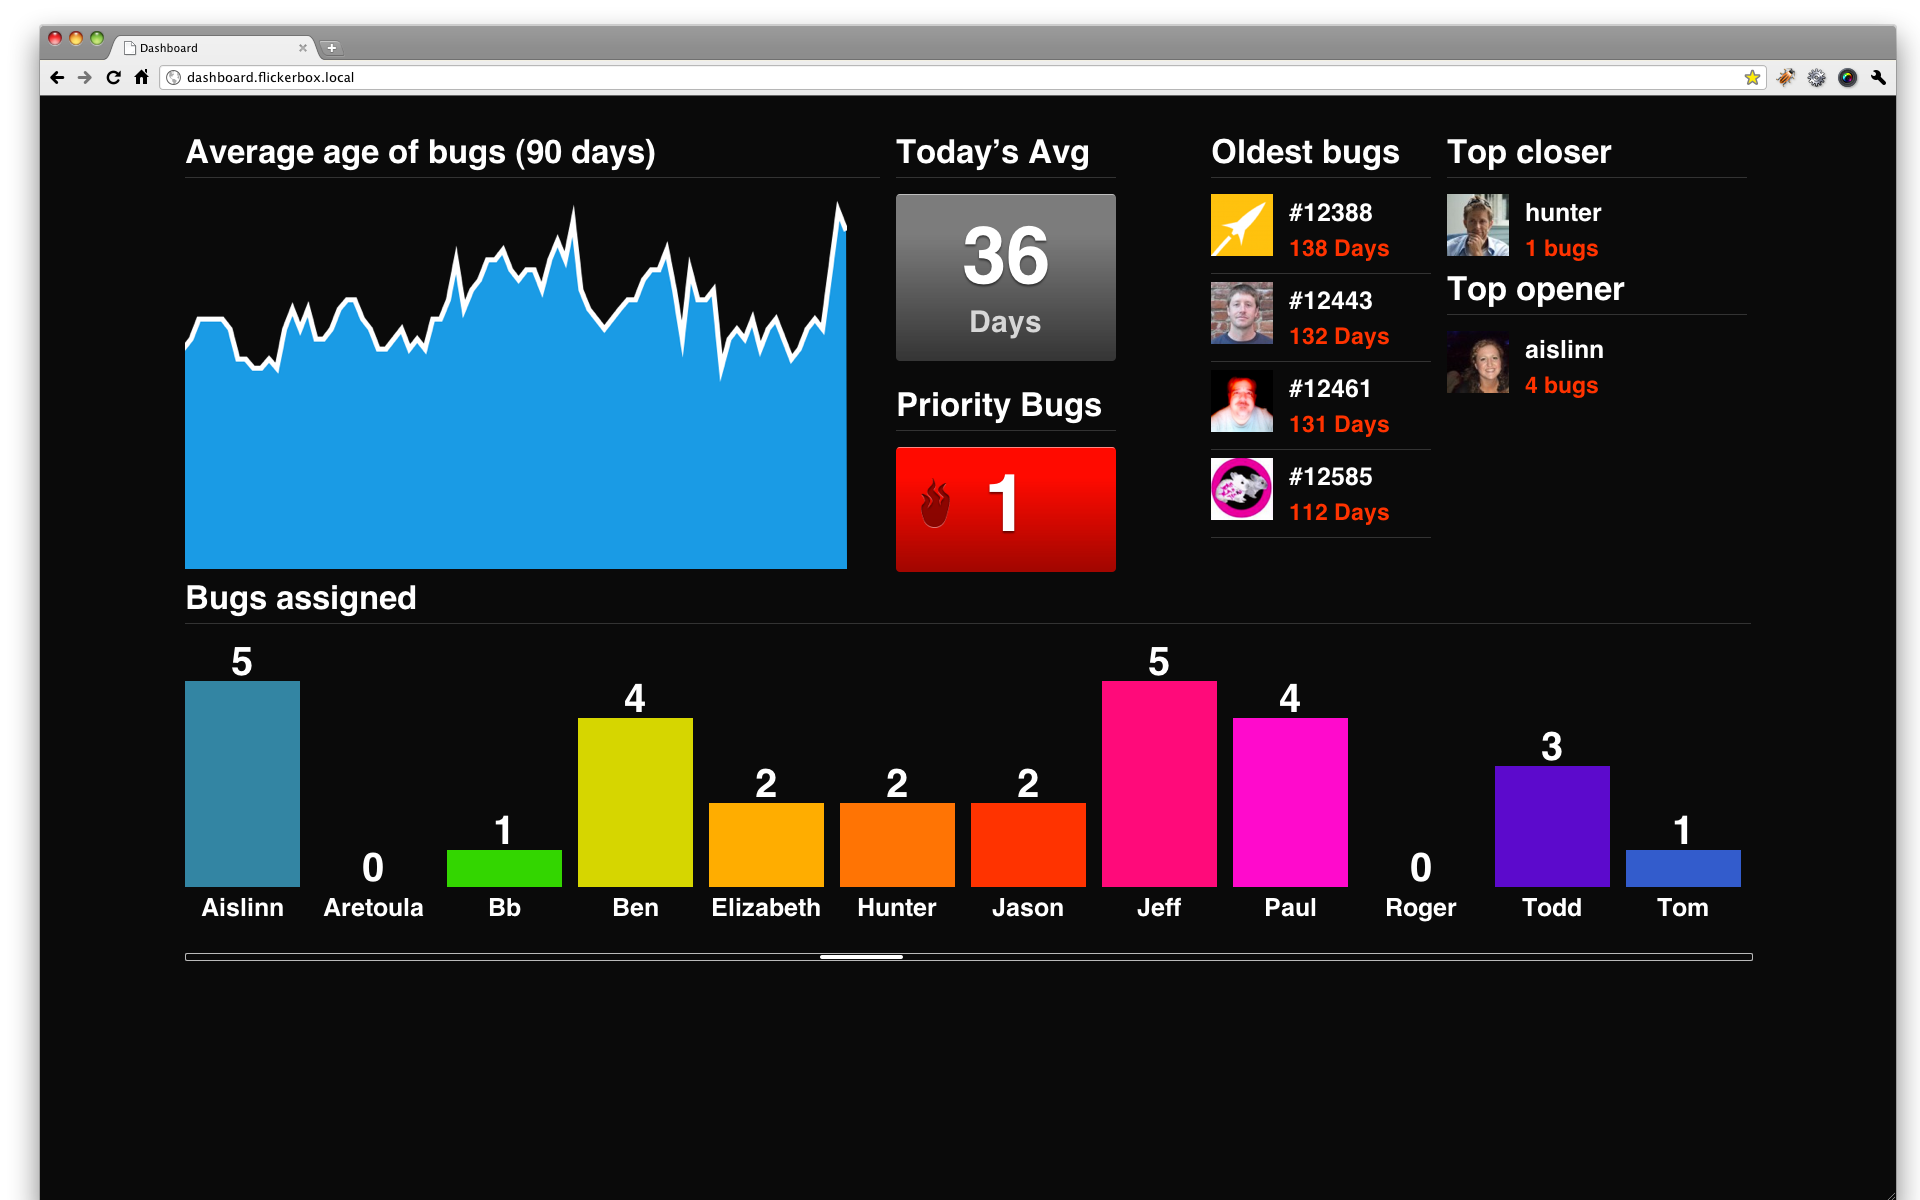 Dashboard
dashboard.flickerbox.local
Average age of bugs (90 days)
Today’s Avg
36
Days
Priority Bugs
1
Oldest bugs
#12388
138 Days
#12443
132 Days
#12461
131 Days
#12585
112 Days
Top closer
hunter
1 bugs
Top opener
aislinn
4 bugs
Bugs assigned
5 0 1 4 2 2 2 5 4 0 3 1
Aislinn Aretoula Bb Ben Elizabeth Hunter Jason Jeff Paul Roger Todd Tom